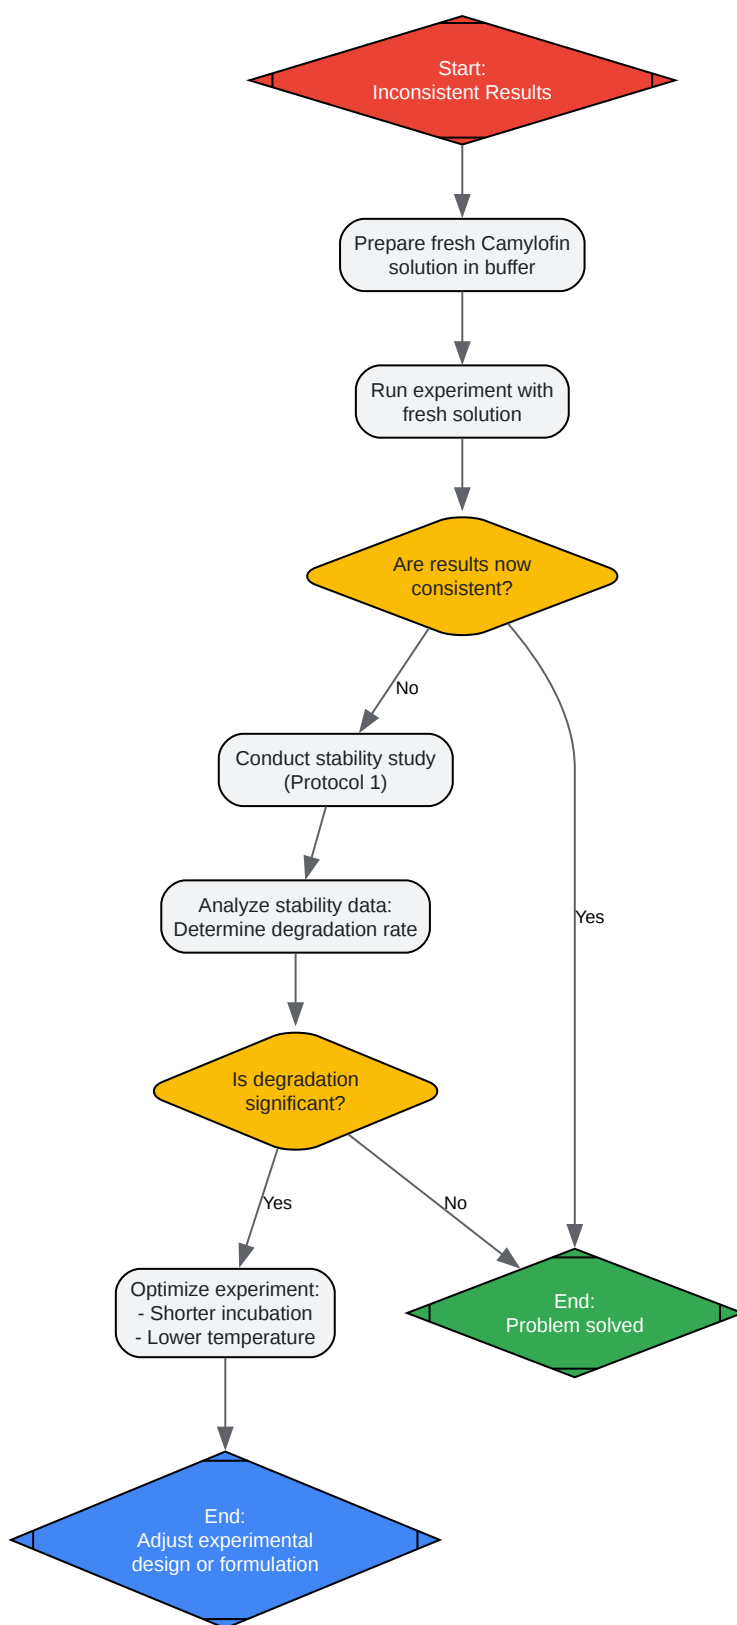 Start:
Inconsistent Results
Prepare fresh Camylofin
solution in buffer
Run experiment with
fresh solution
Are results now
consistent?
No
Conduct stability study
(Protocol 1)
Analyze stability data:
Determine degradation rate
Yes
Is degradation
significant?
Yes
No
Optimize experiment:
- Shorter incubation
- Lower temperature
End:
Problem solved
End:
Adjust experimental
design or formulation